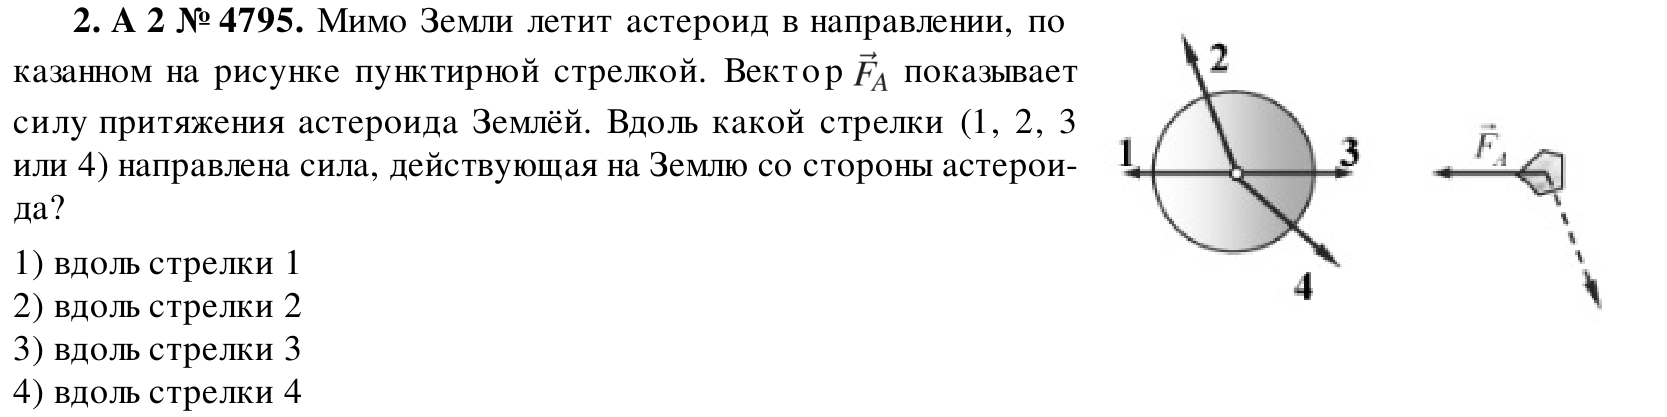 2. А 2 № 4795. Мимо Земли летит астероид в направлении, по
казанном на рисунке пунктирной стрелкой. Вектор F⃗_A показывает
силу притяжения астероида Землёй. Вдоль какой стрелки (1, 2, 3
или 4) направлена сила, действующая на Землю со стороны астерои-
да?
1) вдоль стрелки 1
2) вдоль стрелки 2
3) вдоль стрелки 3
4) вдоль стрелки 4
2
1
3
F⃗_A
4